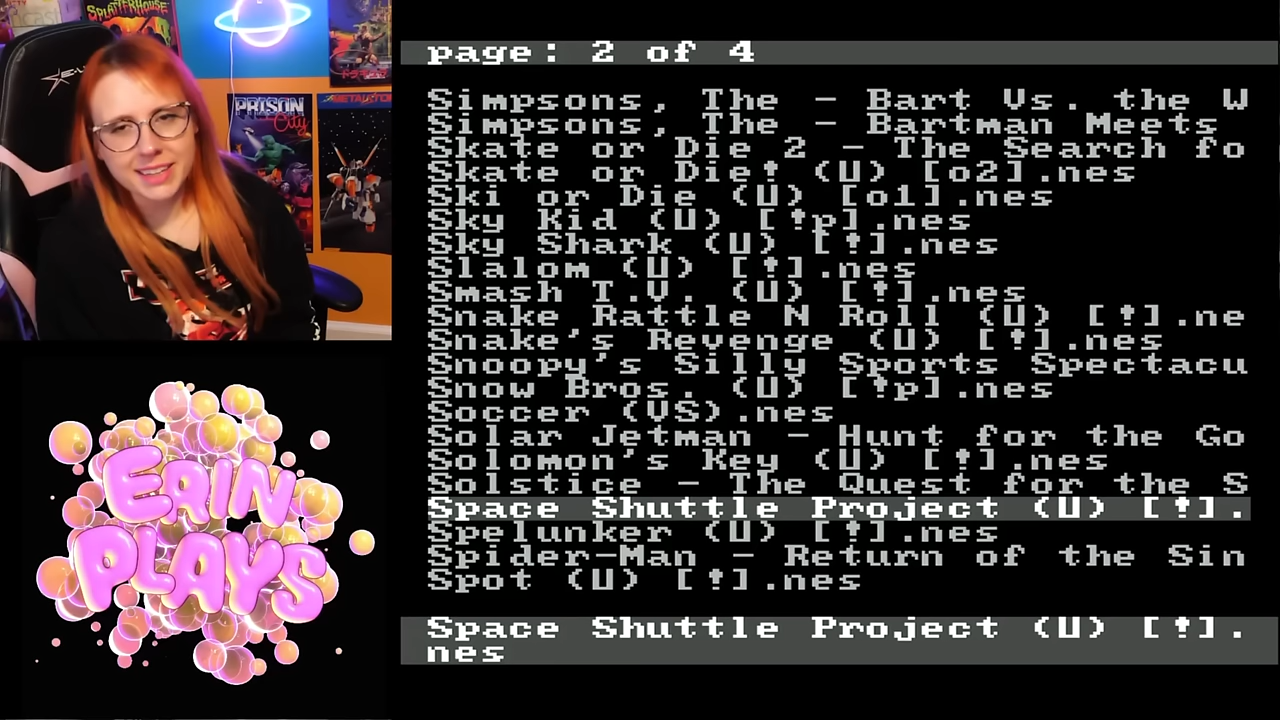 SPLATTERHOUSE
PRISON
City
ERIN
PLAYS
page: 2 of 4
Simpsons, The - Bart Vs. the W
Simpsons, The - Bartman Meets
Skate or Die 2 - The Search fo
Skate or Die! (U) [o2].nes
Ski or Die (U) [o1].nes
Sky Kid (U) [!p].nes
Sky Shark (U) [!].nes
Slalom (U) [!].nes
Smash T.V. (U) [!].nes
Snake Rattle N Roll (U) [!].ne
Snake's Revenge (U) [!].nes
Snoopy's Silly Sports Spectacu
Snow Bros. (U) [!p].nes
Soccer (VS).nes
Solar Jetman - Hunt for the Go
Solomon's Key (U) [!].nes
Solstice - The Quest for the S
Space Shuttle Project (U) [!].
Spelunker (U) [!].nes
Spider-Man - Return of the Sin
Spot (U) [!].nes
Space Shuttle Project (U) [!].
nes